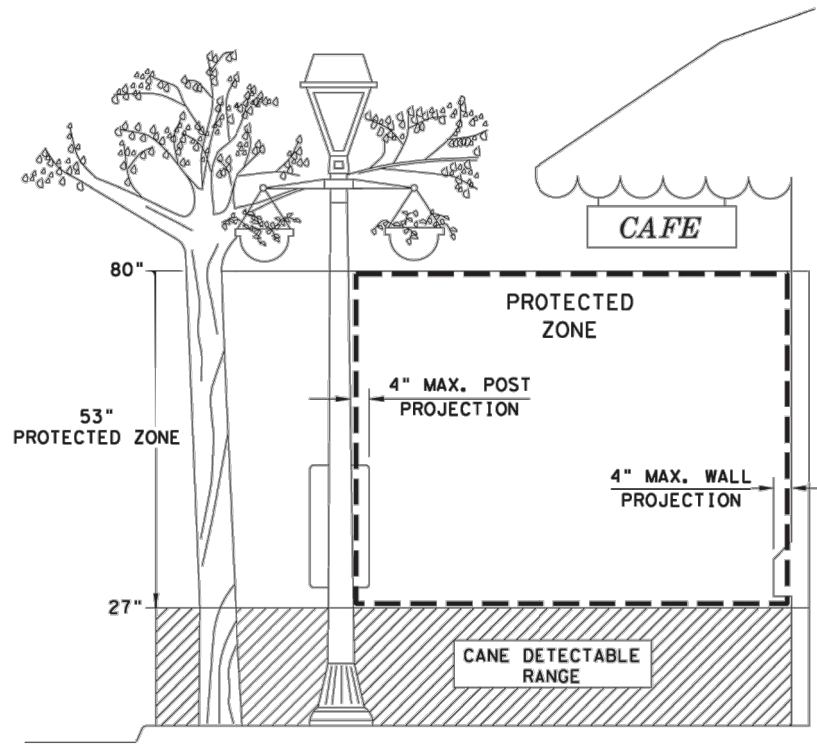 CAFE
80"
PROTECTED
ZONE
4" MAX. POST
PROJECTION
53"
PROTECTED ZONE
4" MAX. WALL
PROJECTION
27"
CANE DETECTABLE
RANGE